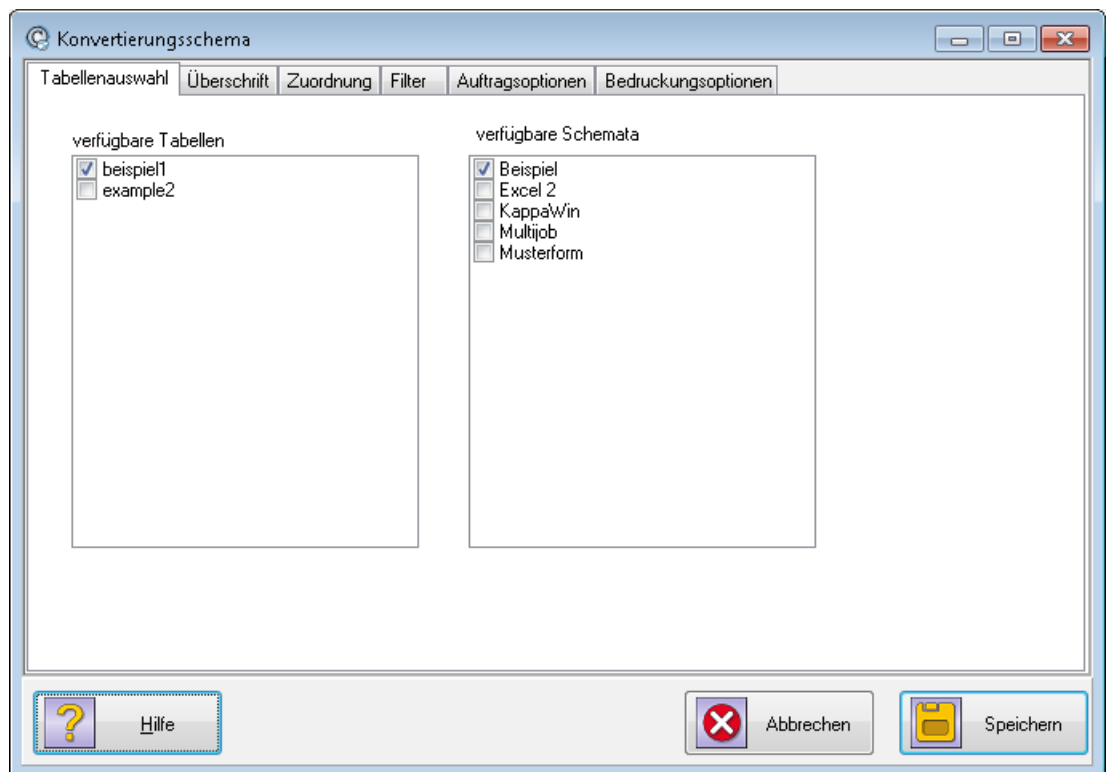 Konvertierungsschema
Tabellenauswahl Überschrift Zuordnung Filter Auftragsoptionen Bedruckungsoptionen
verfügbare Tabellen
beispiel1
example2
verfügbare Schemata
Beispiel
Excel 2
KappaWin
Multijob
Musterform
Hilfe Abbrechen Speichern